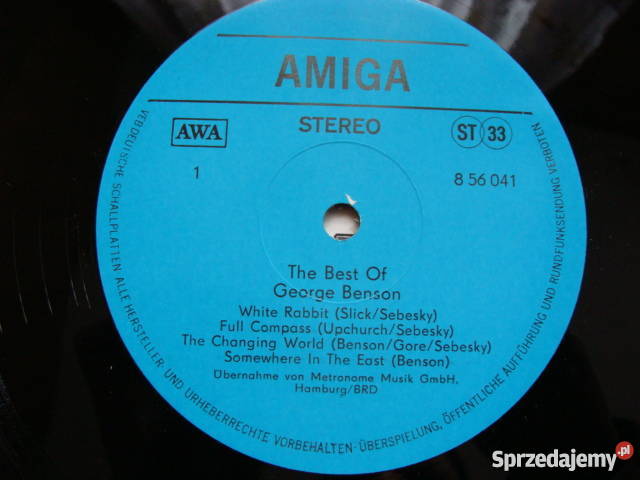 AMIGA
AWA
STEREO
ST 33
1
8 56 041
The Best Of
George Benson
White Rabbit (Slick/Sebesky)
Full Compass (Upchurch/Sebesky)
The Changing World (Benson/Gore/Sebesky)
Somewhere In The East (Benson)
Übernahme von Metronome Musik GmbH.
Hamburg/BRD
VEB DEUTSCHE SCHALLPLATTEN ALLE HERSTELLER- UND URHEBERRECHTE VORBEHALTEN-ÜBERSPIELUNG, ÖFFENTLICHE AUFFÜHRUNG UND RUNDFUNKSENDUNG VERBOTEN
Sprzedajemy.pl